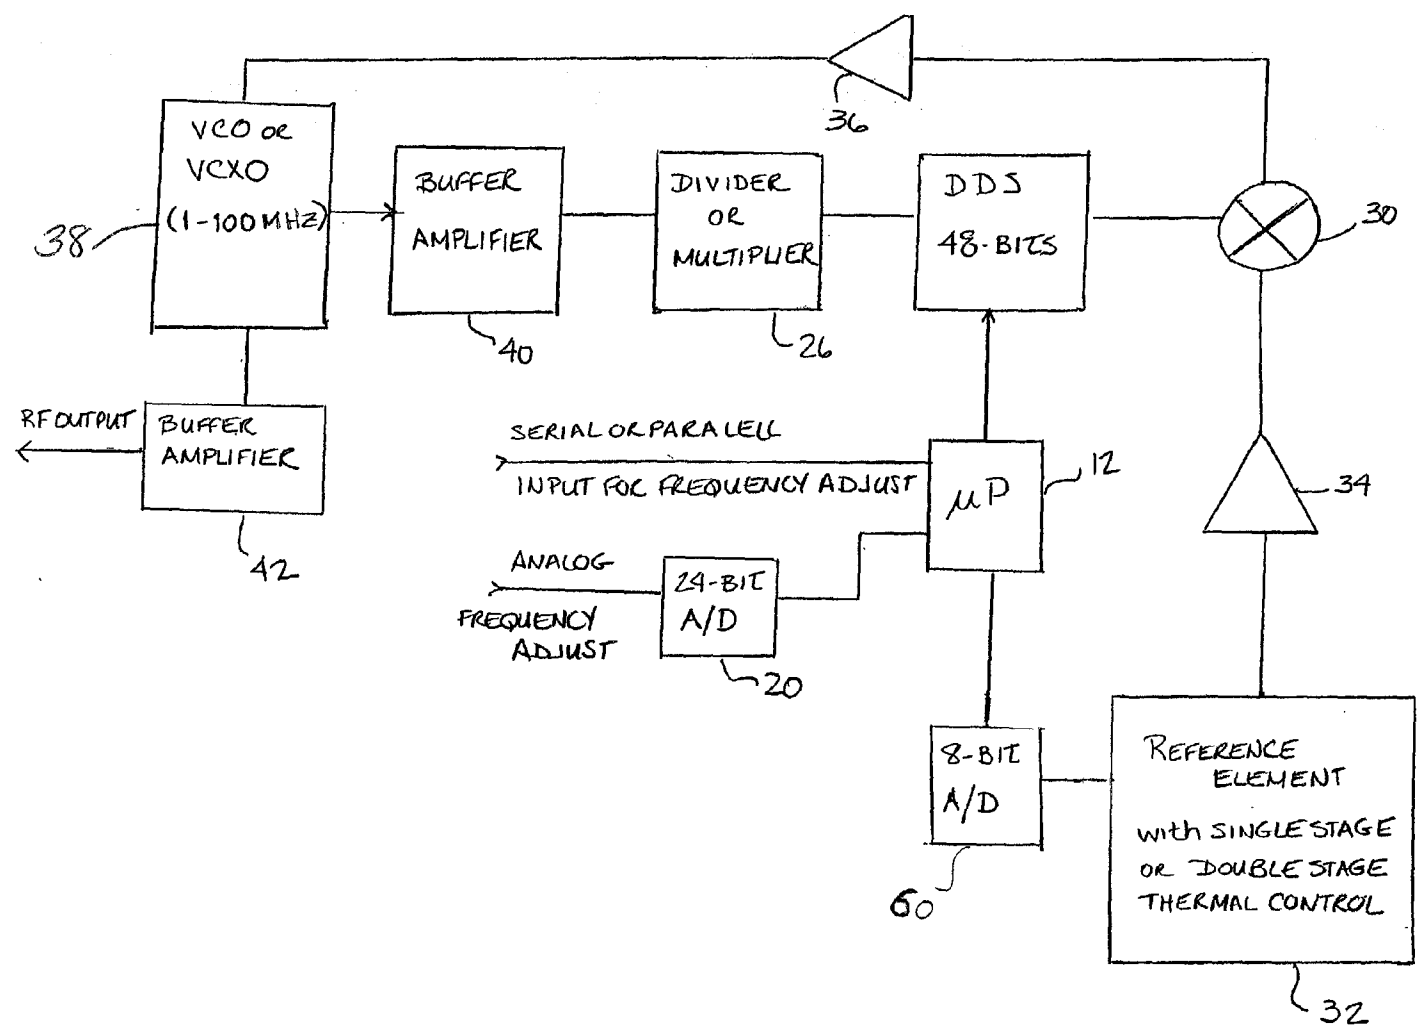 36
VCO OR
VCXO
(1-100MHZ)
38
BUFFER
AMPLIFIER
40
DIVIDER
OR
MULTIPLIER
26
DDS
48-BITS
30
RF OUTPUT
BUFFER
AMPLIFIER
42
SERIAL OR PARALELL
INPUT FOR FREQUENCY ADJUST
μP
12
34
ANALOG
FREQUENCY
ADJUST
24-BIT
A/D
20
8-BIT
A/D
60
REFERENCE
ELEMENT
with SINGLE STAGE
OR DOUBLE STAGE
THERMAL CONTROL
32